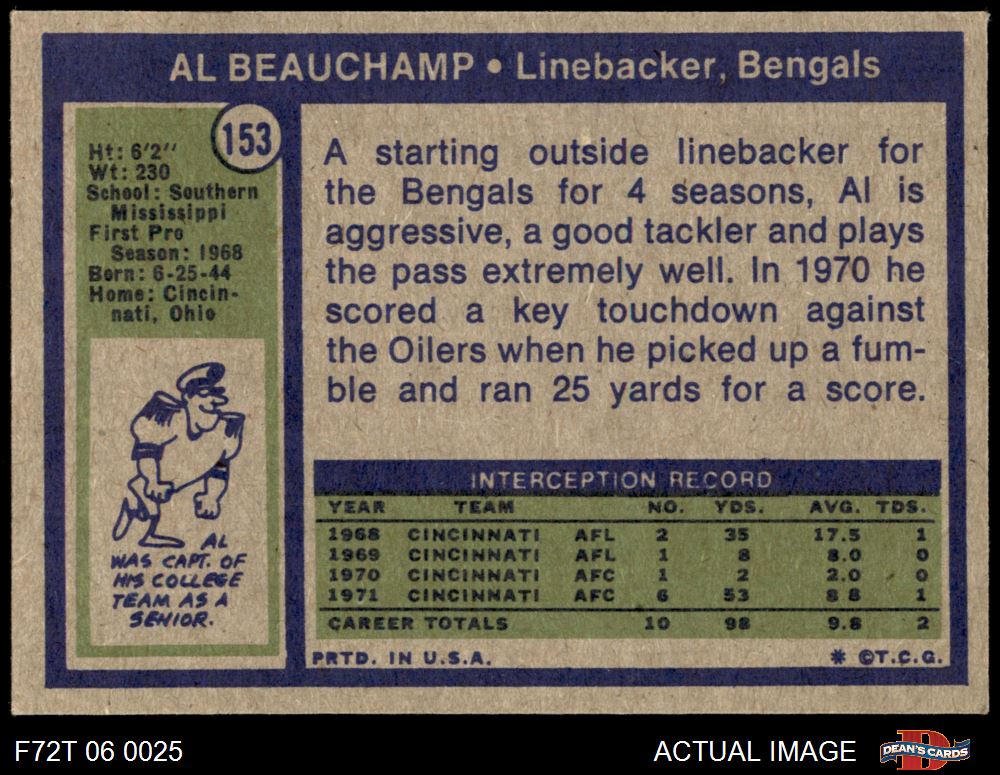 AL BEAUCHAMP • Linebacker, Bengals
153
Ht: 6'2''
Wt: 230
School: Southern
Mississippi
First Pro
Season: 1968
Born: 6-25-44
Home: Cincin-
nati, Ohio
AL
WAS CAPT. OF
HIS COLLEGE
TEAM AS A
SENIOR.
A starting outside linebacker for
the Bengals for 4 seasons, Al is
aggressive, a good tackler and plays
the pass extremely well. In 1970 he
scored a key touchdown against
the Oilers when he picked up a fum-
ble and ran 25 yards for a score.
INTERCEPTION RECORD
YEAR TEAM NO. YDS. AVG. TDS.
1968 CINCINNATI AFL 2 35 17.5 1
1969 CINCINNATI AFL 1 8 8.0 0
1970 CINCINNATI AFC 1 2 2.0 0
1971 CINCINNATI AFC 6 53 8 8 1
CAREER TOTALS 10 98 9.8 2
PRTD. IN U.S.A. * ©T.C.G.
F72T 06 0025
ACTUAL IMAGE
DEAN'S CARDS